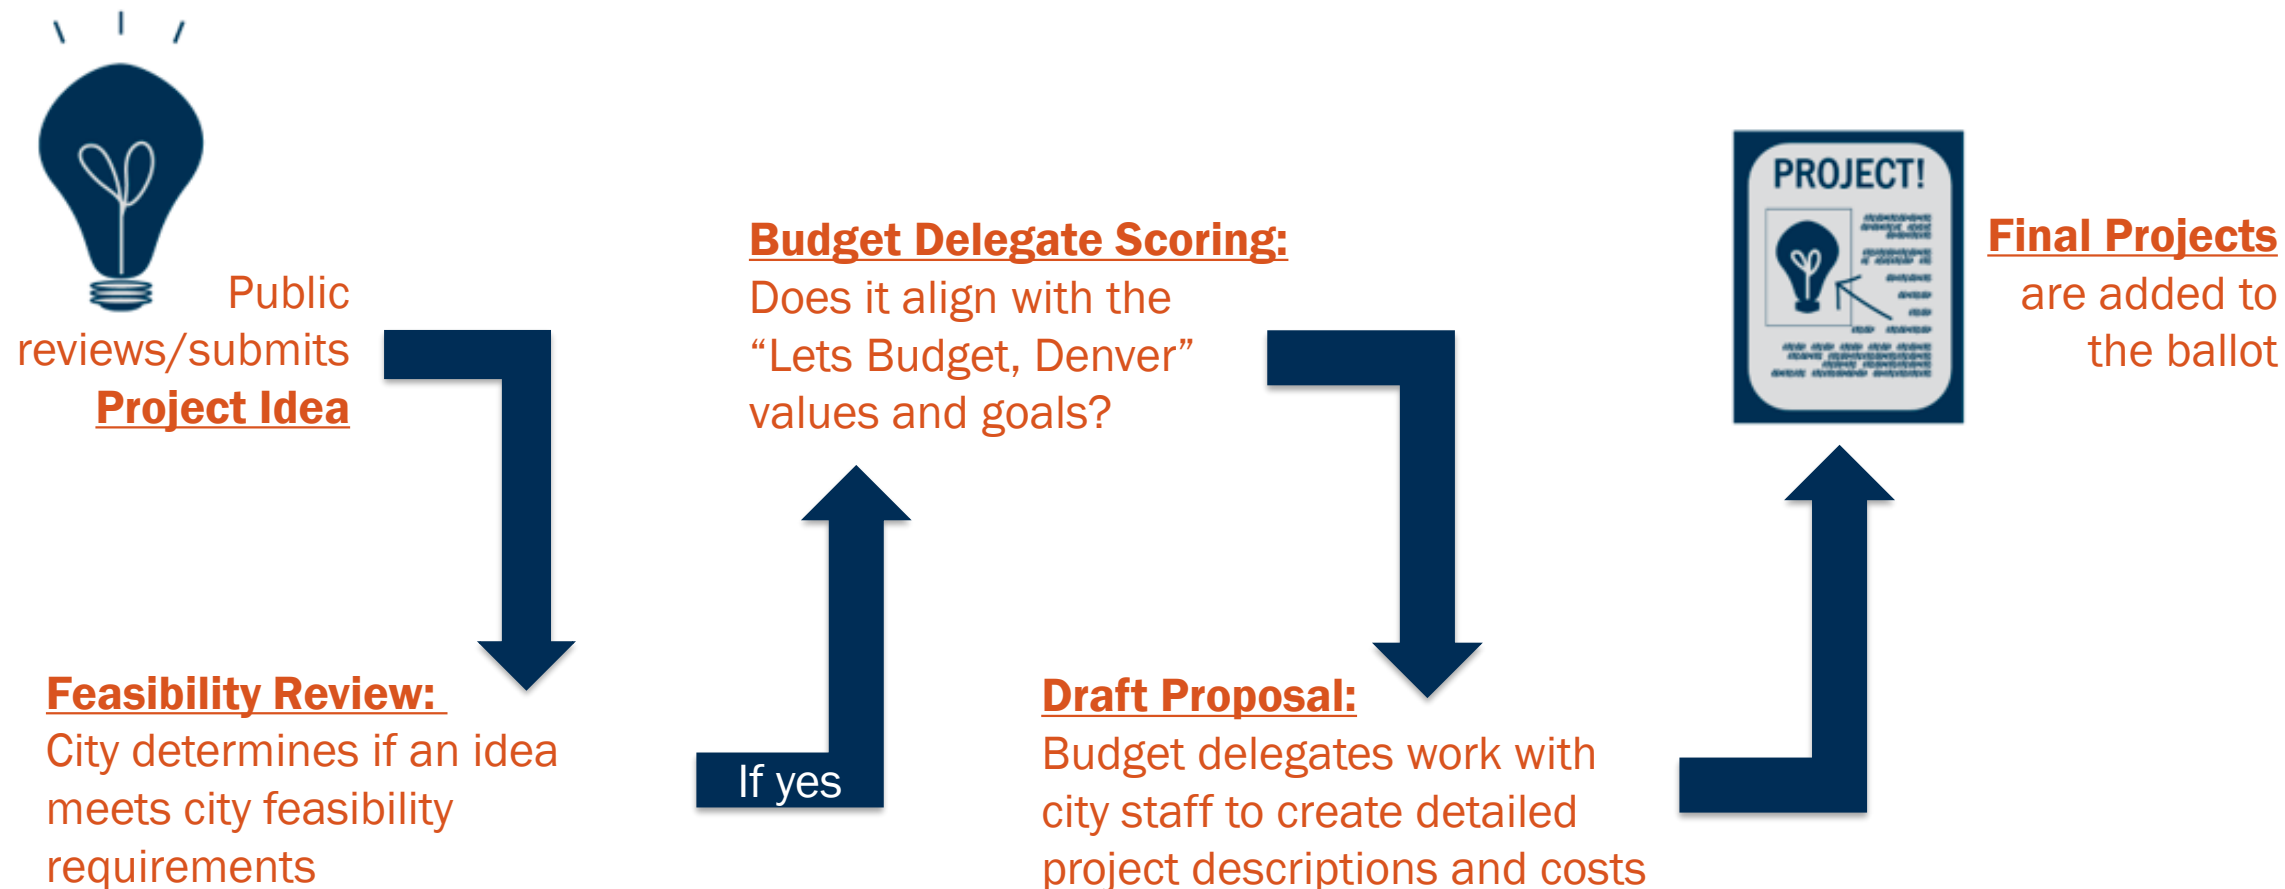 Public
reviews/submits
Project Idea
Feasibility Review:
City determines if an idea
meets city feasibility
requirements
If yes
Budget Delegate Scoring:
Does it align with the
“Lets Budget, Denver”
values and goals?
Draft Proposal:
Budget delegates work with
city staff to create detailed
project descriptions and costs
PROJECT!
Final Projects
are added to
the ballot